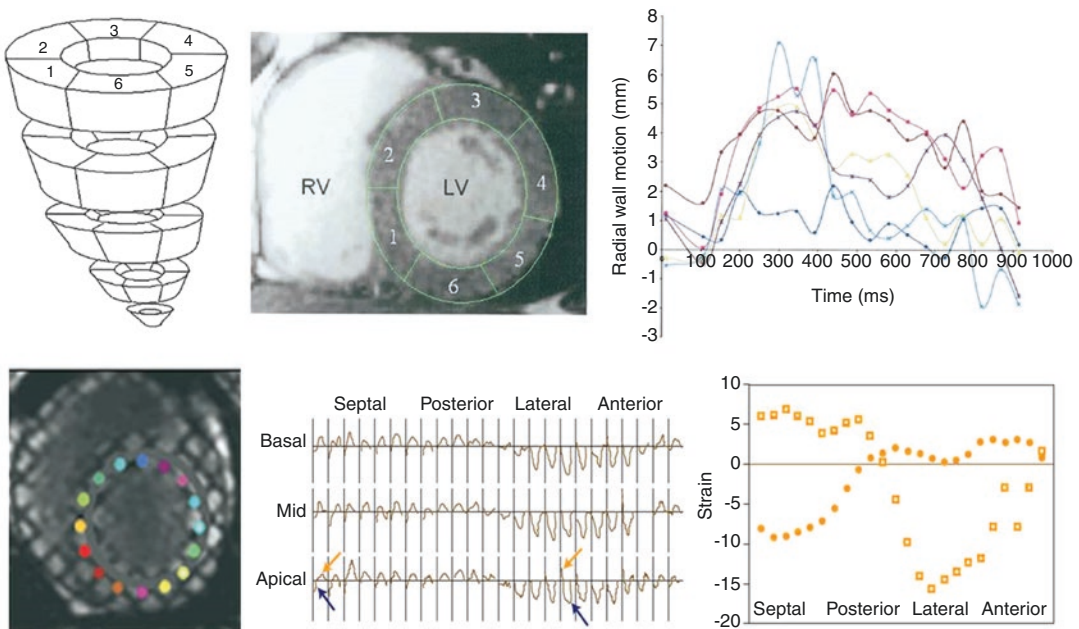 3
2
4
1
5
6
3
2
4
RV
LV
1
5
6
8
7
6
5
4
3
2
1
0
-1
-2
-3
100 200 300 400 500 600 700 800 900 1000
Radial wall motion (mm)
Time (ms)
Septal Posterior Lateral Anterior
Basal
Mid
Apical
10
5
0
-5
-10
-15
-20
Strain
Septal Posterior Lateral Anterior